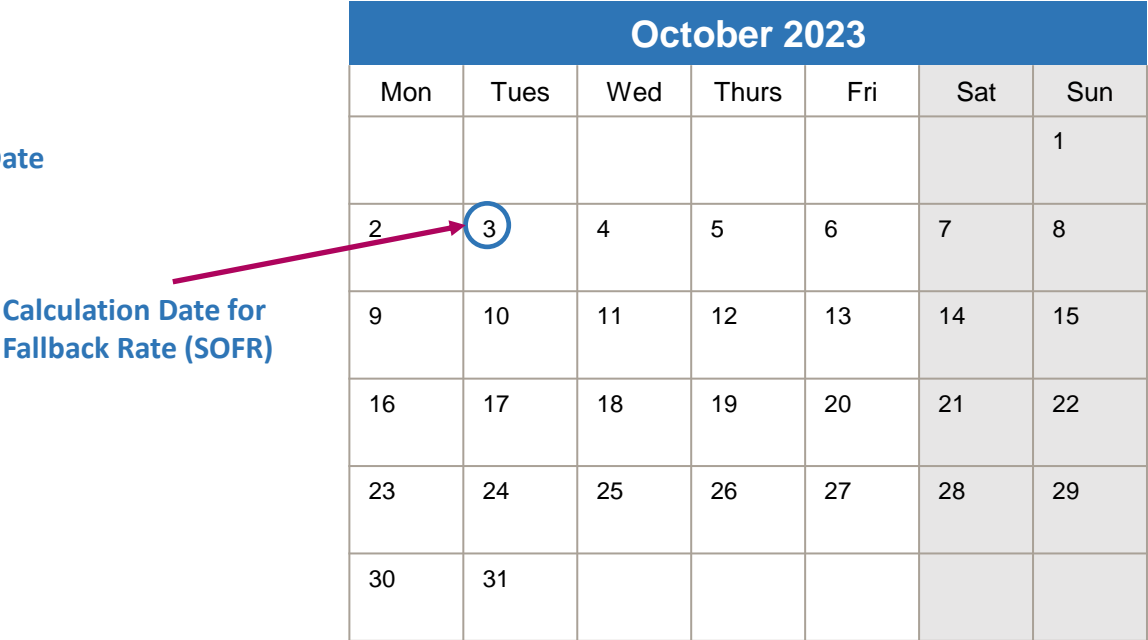 October 2023
Mon Tues Wed Thurs Fri Sat Sun
1
ate
2 3 4 5 6 7 8
Calculation Date for
Fallback Rate (SOFR)
9 10 11 12 13 14 15
16 17 18 19 20 21 22
23 24 25 26 27 28 29
30 31